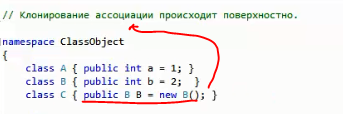 // Клонирование ассоциации происходит поверхностно.
namespace ClassObject
{
class A { public int a = 1; }
class B { public int b = 2; }
class C { public B B = new B(); }